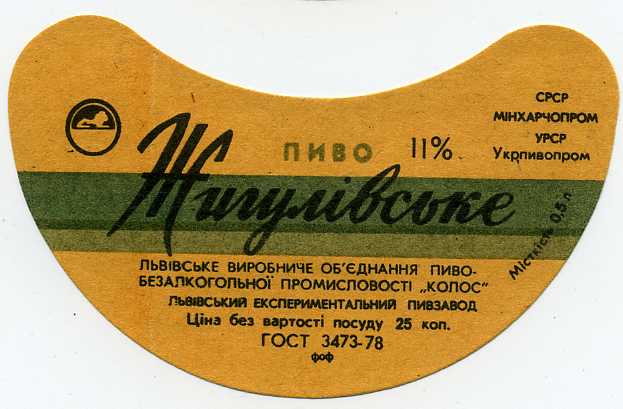 СРСР
МІНХАРЧОПРОМ
УРСР
Укрпивопром
ПИВО 11%
Жигулівське
Місткість 0,5 л
ЛЬВІВСЬКЕ ВИРОБНИЧЕ ОБ'ЄДНАННЯ ПИВО-
БЕЗАЛКОГОЛЬНОЇ ПРОМИСЛОВОСТІ „КОЛОС"
ЛЬВІВСЬКИЙ ЕКСПЕРИМЕНТАЛЬНИЙ ПИВЗАВОД
Ціна без вартості посуду 25 коп.
ГОСТ 3473-78
фоф